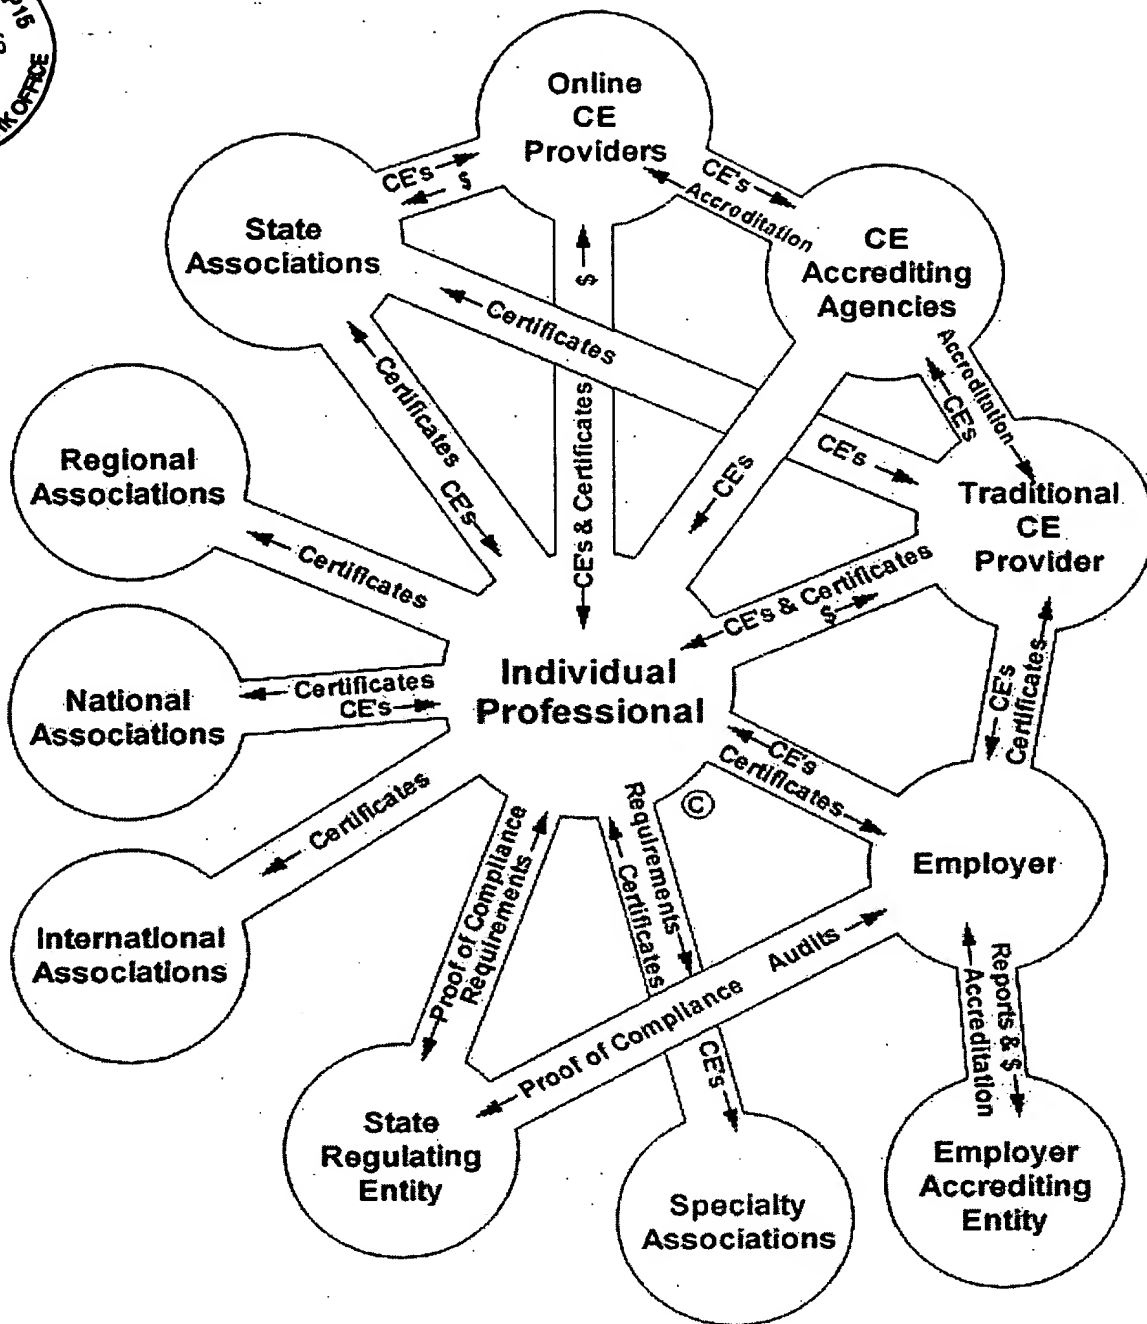 P15
TK OFFICE
Online
CE
Providers
CE's
$
CE's
Accreditation
State
Associations
CE
Accrediting
Agencies
$
Certificates
Accreditation
CE's
Certificates
CE's
CE's & Certificates
CE's
CE's
Regional
Associations
Traditional
CE
Provider
Certificates
CE's & Certificates
$
Individual
Professional
National
Associations
Certificates
CE's
CE's
Certificates
CE's
Certificates
Certificates
Requirements
Certificates
©
Proof of Compliance
Requirements
Employer
International
Associations
Audits
Proof of Compliance
Reports & $
Accreditation
CE's
State
Regulating
Entity
Specialty
Associations
Employer
Accrediting
Entity